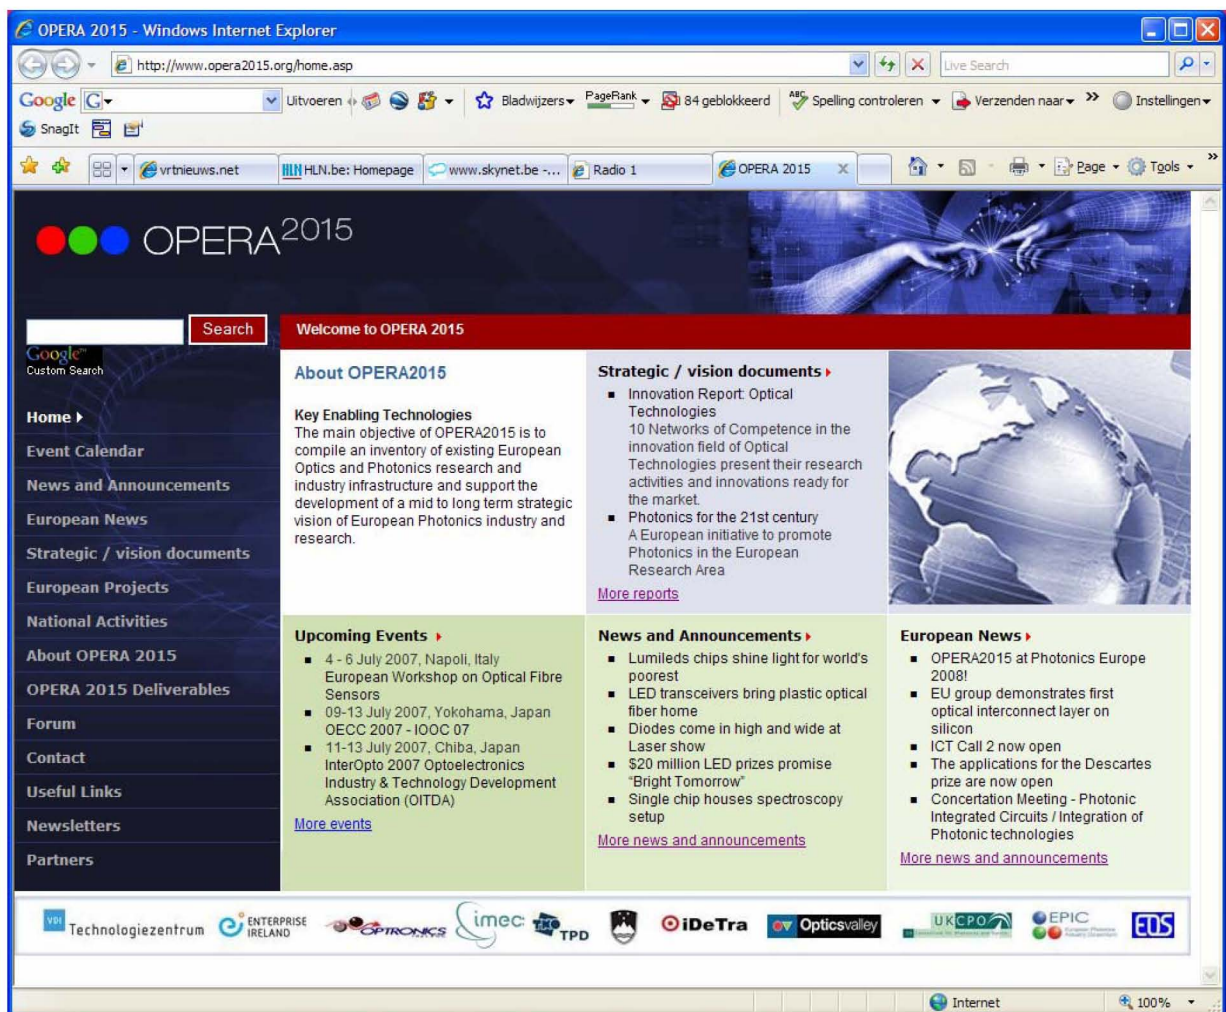 OPERA 2015 - Windows Internet Explorer
http://www.opera2015.org/home.asp
Live Search
Google G
Uitvoeren
Bladwijzers
PageRank
84 geblokkeerd
Spelling controleren
Verzenden naar
Instellingen
SnagIt
vrtnieuws.net
HLN HLN.be: Homepage
www.skynet.be -...
Radio 1
OPERA 2015
Page
Tools
OPERA2015
Search
Google™
Custom Search
Home
Event Calendar
News and Announcements
European News
Strategic / vision documents
European Projects
National Activities
About OPERA 2015
OPERA 2015 Deliverables
Forum
Contact
Useful Links
Newsletters
Partners
Welcome to OPERA 2015
About OPERA2015
Key Enabling Technologies
The main objective of OPERA2015 is to
compile an inventory of existing European
Optics and Photonics research and
industry infrastructure and support the
development of a mid to long term strategic
vision of European Photonics industry and
research.
Strategic / vision documents
Innovation Report: Optical
Technologies
10 Networks of Competence in the
innovation field of Optical
Technologies present their research
activities and innovations ready for
the market.
Photonics for the 21st century
A European initiative to promote
Photonics in the European
Research Area
More reports
Upcoming Events
4 - 6 July 2007, Napoli, Italy
European Workshop on Optical Fibre
Sensors
09-13 July 2007, Yokohama, Japan
OECC 2007 - IOOC 07
11-13 July 2007, Chiba, Japan
InterOpto 2007 Optoelectronics
Industry & Technology Development
Association (OITDA)
More events
News and Announcements
Lumileds chips shine light for world's
poorest
LED transceivers bring plastic optical
fiber home
Diodes come in high and wide at
Laser show
$20 million LED prizes promise
“Bright Tomorrow”
Single chip houses spectroscopy
setup
More news and announcements
European News
OPERA2015 at Photonics Europe
2008!
EU group demonstrates first
optical interconnect layer on
silicon
ICT Call 2 now open
The applications for the Descartes
prize are now open
Concertation Meeting - Photonic
Integrated Circuits / Integration of
Photonic technologies
More news and announcements
VDI Technologiezentrum
ENTERPRISE
IRELAND
OPTRONICS
imec
TNO TPD
iDeTra
ov Opticsvalley
UKCPO
EPIC
EOS
Internet
100%